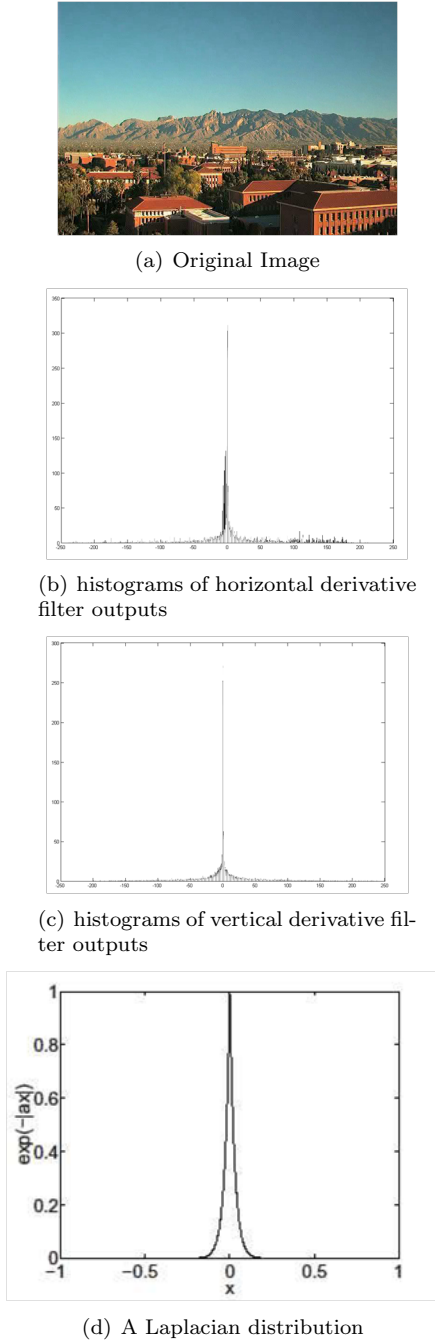 (a) Original Image
350
300
250
200
150
100
50
0
-250 -200 -150 -100 -50 0 50 100 150 200 250
(b) histograms of horizontal derivative
filter outputs
300
250
200
150
100
50
0
-250 -200 -150 -100 -50 0 50 100 150 200 250
(c) histograms of vertical derivative fil-
ter outputs
1
0.8
0.6
0.4
0.2
0
exp(-|ax|)
−1 −0.5 0 0.5 1
x
(d) A Laplacian distribution